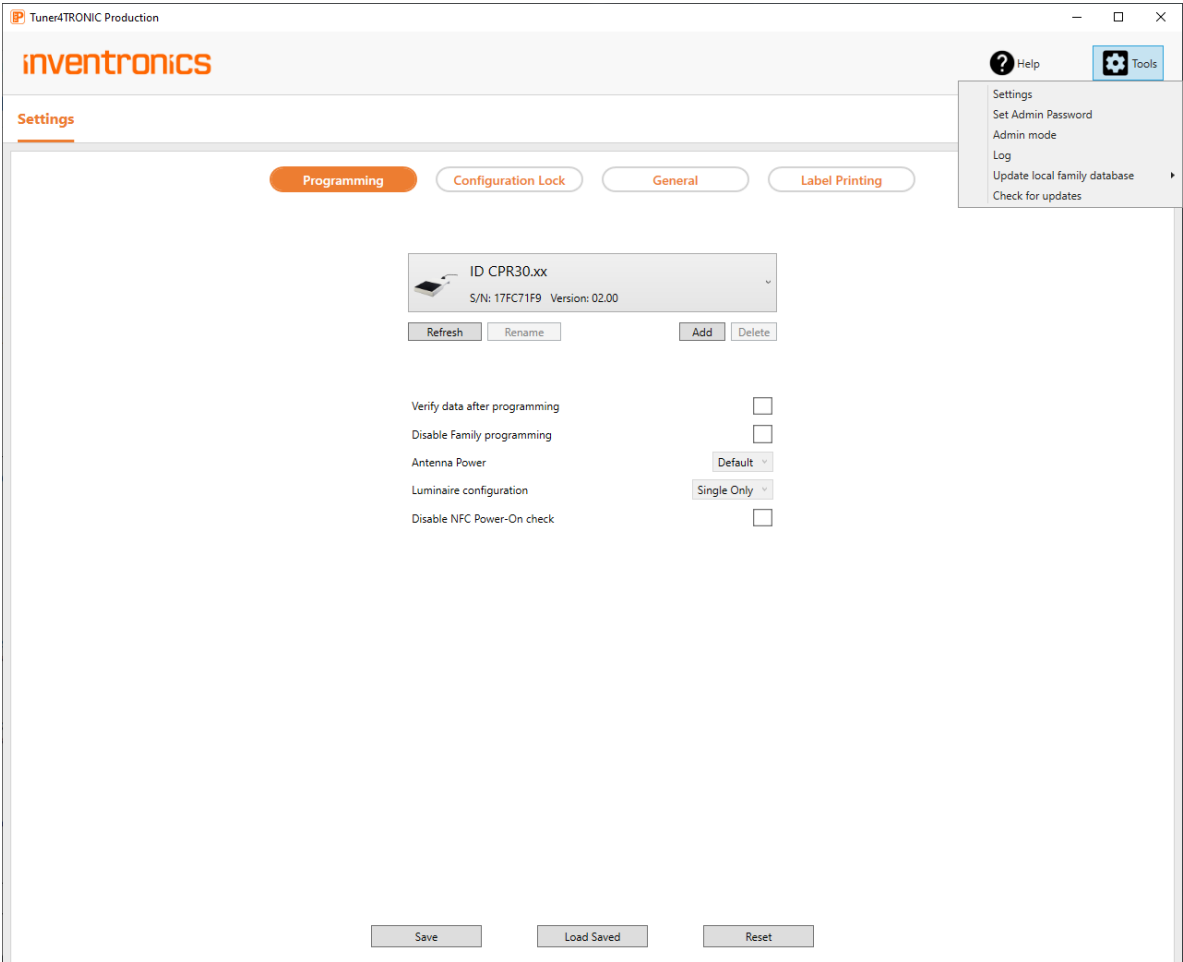 Tuner4TRONIC Production
inventronics
Help
Tools
Settings
Set Admin Password
Admin mode
Log
Update local family database
Check for updates
Settings
Programming
Configuration Lock
General
Label Printing
ID CPR30.xx
S/N: 17FC71F9 Version: 02.00
Refresh
Rename
Add
Delete
Verify data after programming
Disable Family programming
Antenna Power
Default
Luminaire configuration
Single Only
Disable NFC Power-On check
Save
Load Saved
Reset